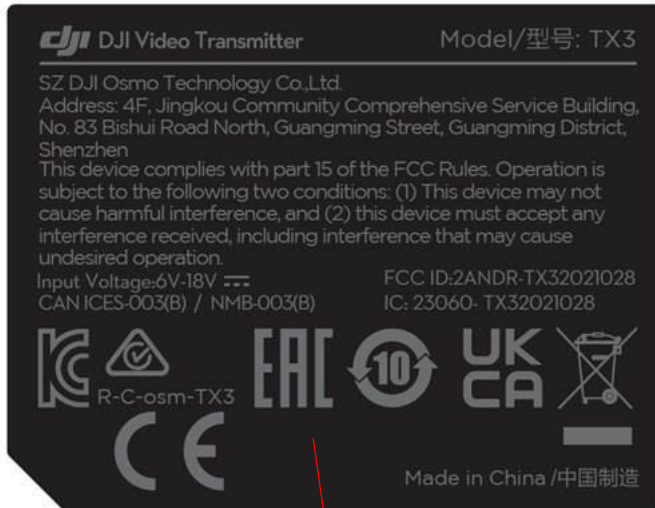 dji DJI Video Transmitter Model/型号: TX3
SZ DJI Osmo Technology Co.,Ltd.
Address: 4F, Jingkou Community Comprehensive Service Building,
No. 83 Bishui Road North, Guangming Street, Guangming District,
Shenzhen
This device complies with part 15 of the FCC Rules. Operation is
subject to the following two conditions: (1) This device may not
cause harmful interference, and (2) this device must accept any
interference received, including interference that may cause
undesired operation.
Input Voltage:6V-18V FCC ID:2ANDR-TX32021028
CAN ICES-003(B) / NMB-003(B) IC: 23060- TX32021028
KC EAC 10 UK CA
R-C-osm-TX3
CE
Made in China /中国制造